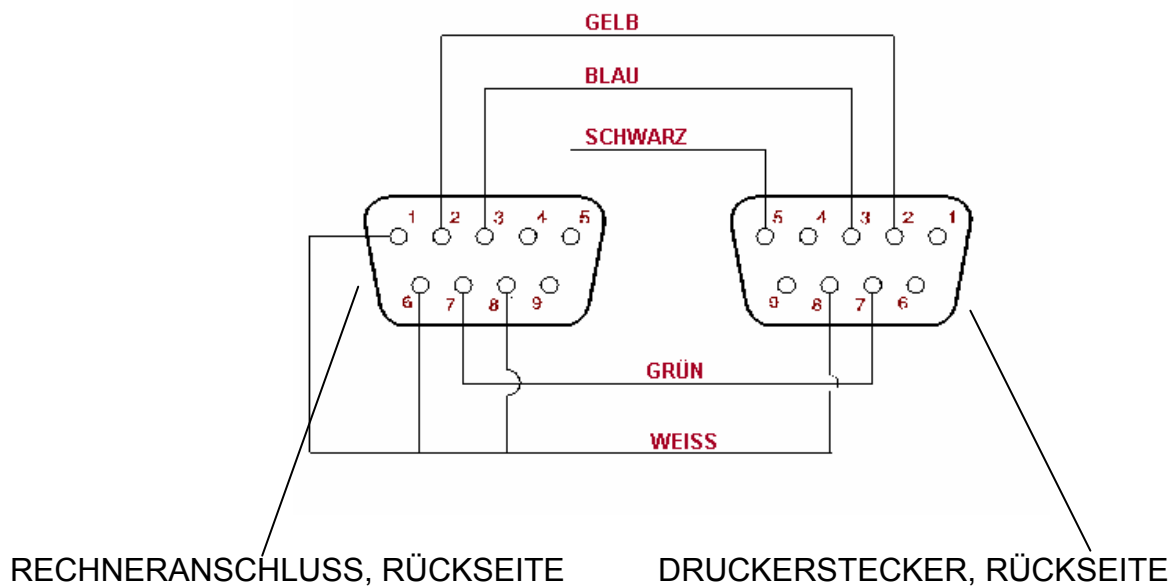 GELB
BLAU
SCHWARZ
1 2 3 4 5
5 4 3 2 1
6 7 8 9
9 8 7 6
GRÜN
WEISS
RECHNERANSCHLUSS, RÜCKSEITE
DRUCKERSTECKER, RÜCKSEITE